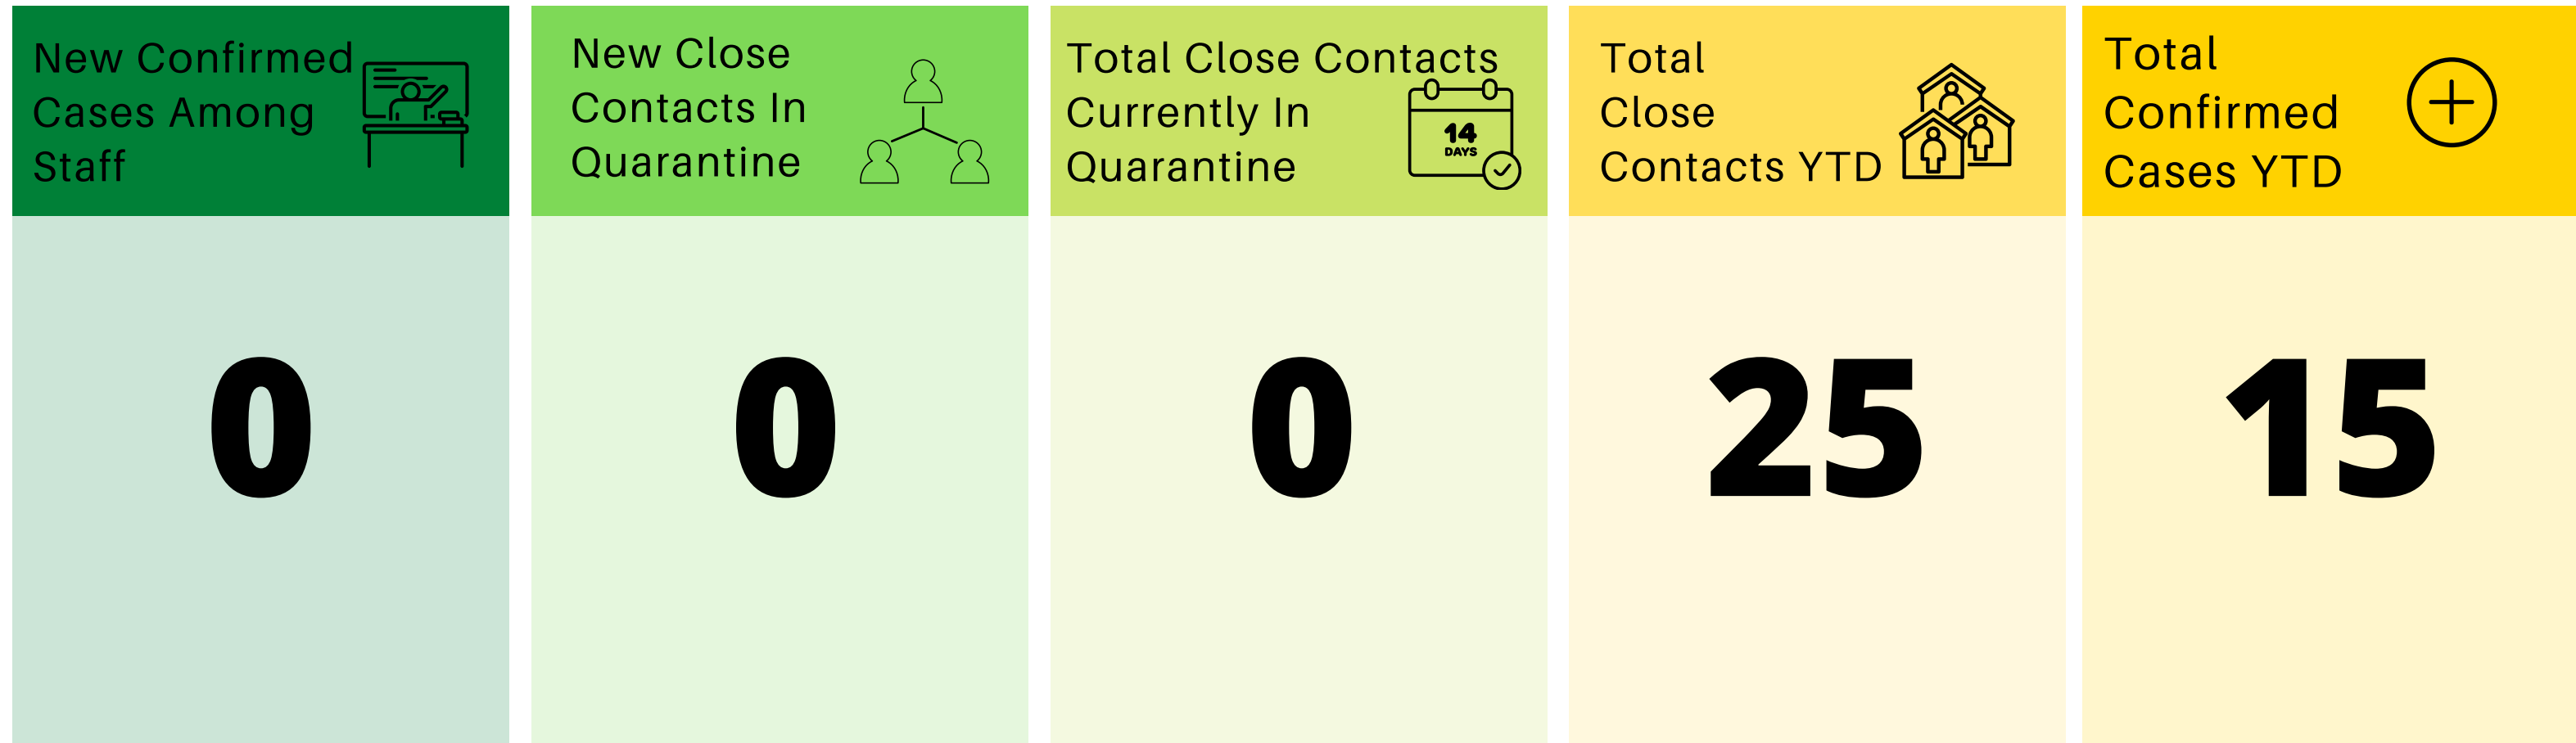 New Confirmed
Cases Among
Staff
0
New Close
Contacts In
Quarantine
0
Total Close Contacts
Currently In
Quarantine
14
DAYS
0
Total
Close
Contacts YTD
25
Total
Confirmed
Cases YTD
15